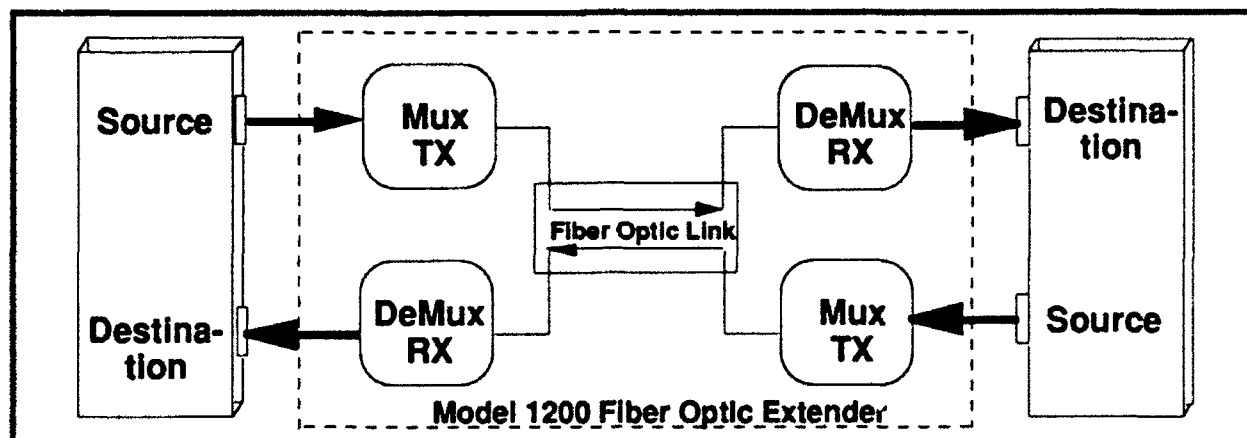 Source
Mux
TX
DeMux
RX
Destina-
tion
Fiber Optic Link
Destina-
tion
DeMux
RX
Mux
TX
Source
Model 1200 Fiber Optic Extender